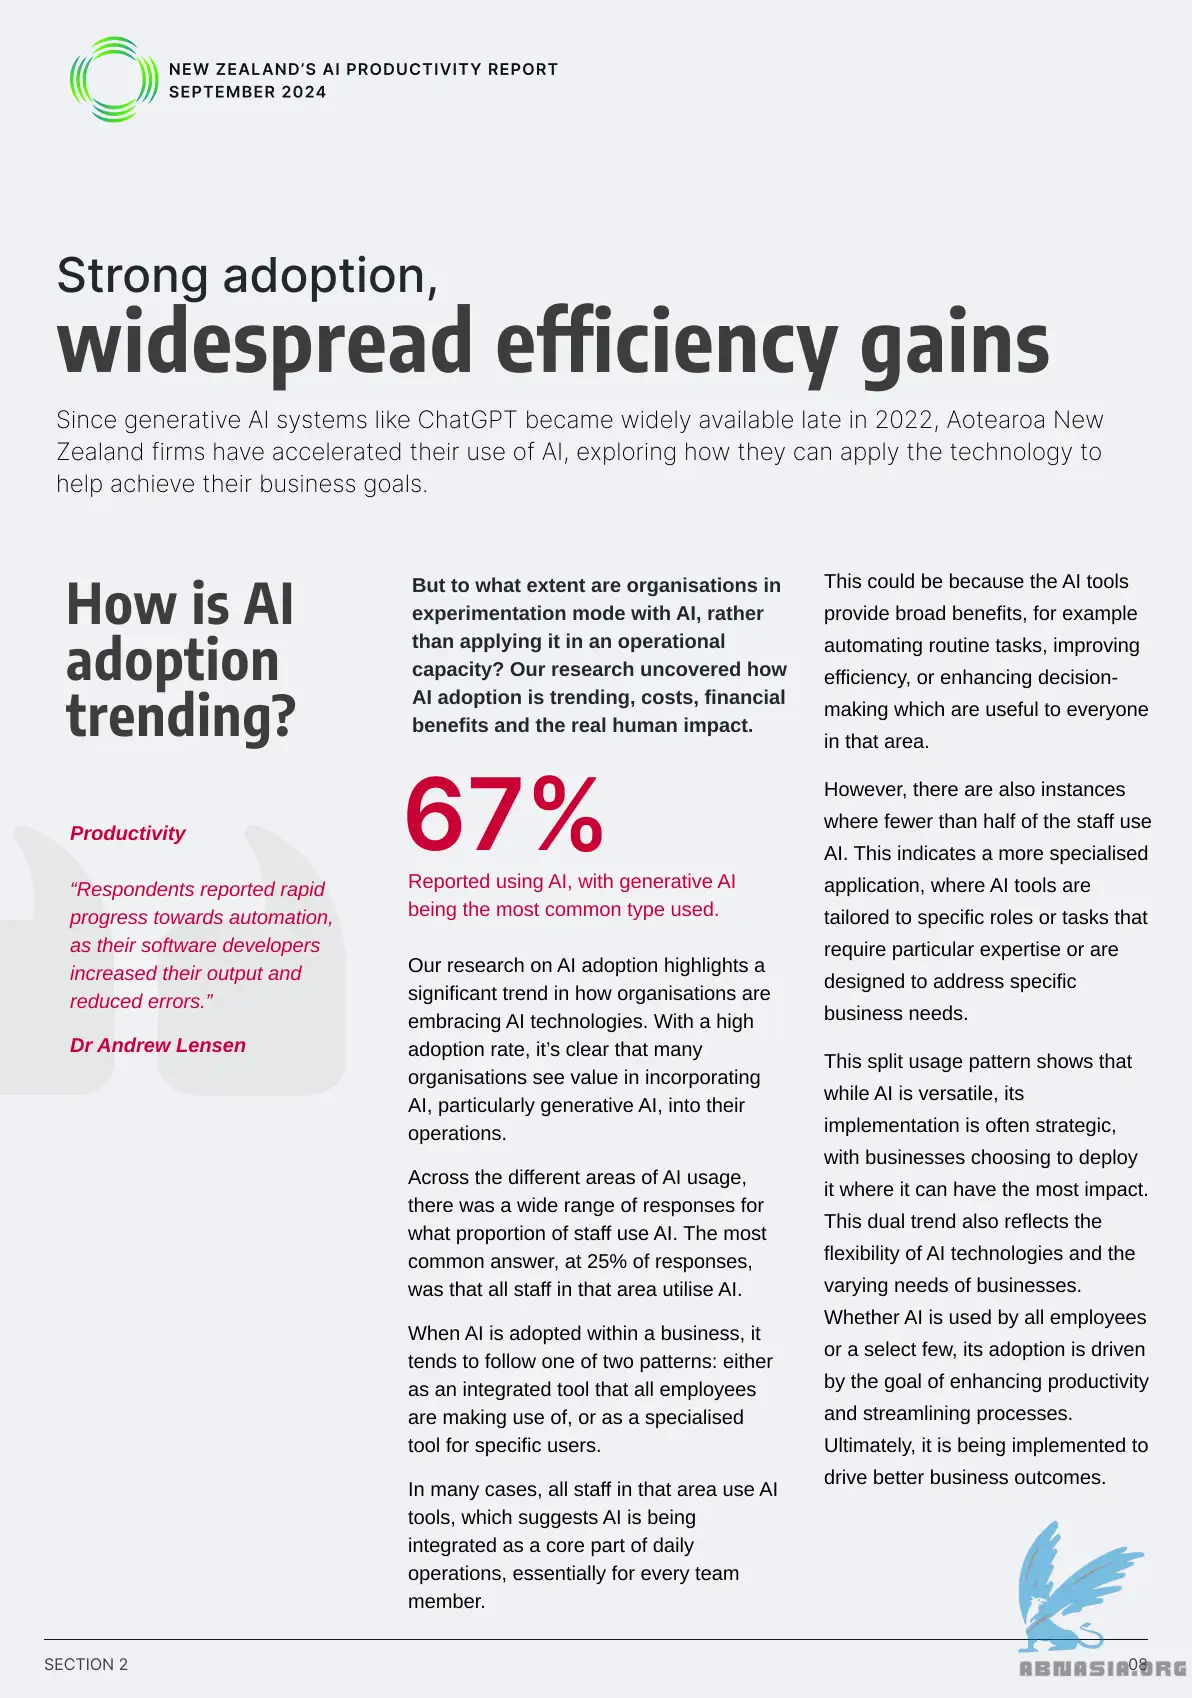 NEW ZEALAND’S AI PRODUCTIVITY REPORT
SEPTEMBER 2024
Strong adoption,
widespread efficiency gains
Since generative AI systems like ChatGPT became widely available late in 2022, Aotearoa New
Zealand firms have accelerated their use of AI, exploring how they can apply the technology to
help achieve their business goals.
How is AI
adoption
trending?
Productivity
“Respondents reported rapid
progress towards automation,
as their software developers
increased their output and
reduced errors.”
Dr Andrew Lensen
But to what extent are organisations in
experimentation mode with AI, rather
than applying it in an operational
capacity? Our research uncovered how
AI adoption is trending, costs, financial
benefits and the real human impact.
67%
Reported using AI, with generative AI
being the most common type used.
Our research on AI adoption highlights a
significant trend in how organisations are
embracing AI technologies. With a high
adoption rate, it’s clear that many
organisations see value in incorporating
AI, particularly generative AI, into their
operations.
Across the different areas of AI usage,
there was a wide range of responses for
what proportion of staff use AI. The most
common answer, at 25% of responses,
was that all staff in that area utilise AI.
When AI is adopted within a business, it
tends to follow one of two patterns: either
as an integrated tool that all employees
are making use of, or as a specialised
tool for specific users.
In many cases, all staff in that area use AI
tools, which suggests AI is being
integrated as a core part of daily
operations, essentially for every team
member.
This could be because the AI tools
provide broad benefits, for example
automating routine tasks, improving
efficiency, or enhancing decision-
making which are useful to everyone
in that area.
However, there are also instances
where fewer than half of the staff use
AI. This indicates a more specialised
application, where AI tools are
tailored to specific roles or tasks that
require particular expertise or are
designed to address specific
business needs.
This split usage pattern shows that
while AI is versatile, its
implementation is often strategic,
with businesses choosing to deploy
it where it can have the most impact.
This dual trend also reflects the
flexibility of AI technologies and the
varying needs of businesses.
Whether AI is used by all employees
or a select few, its adoption is driven
by the goal of enhancing productivity
and streamlining processes.
Ultimately, it is being implemented to
drive better business outcomes.
SECTION 2
08
ABNASIA.ORG